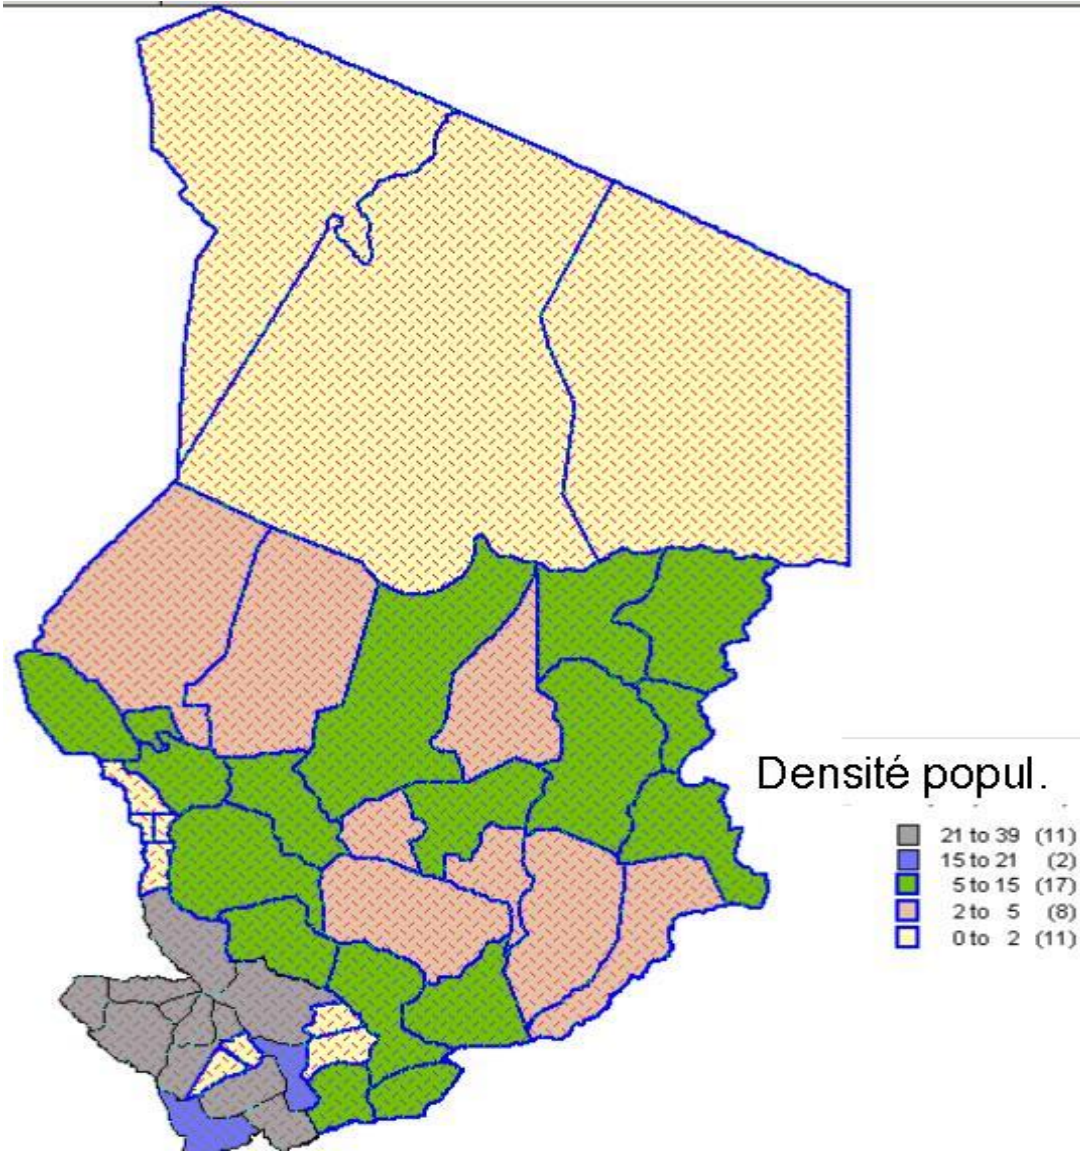 Densité popul.
21 to 39 (11)
15 to 21 (2)
5 to 15 (17)
2 to 5 (8)
0 to 2 (11)